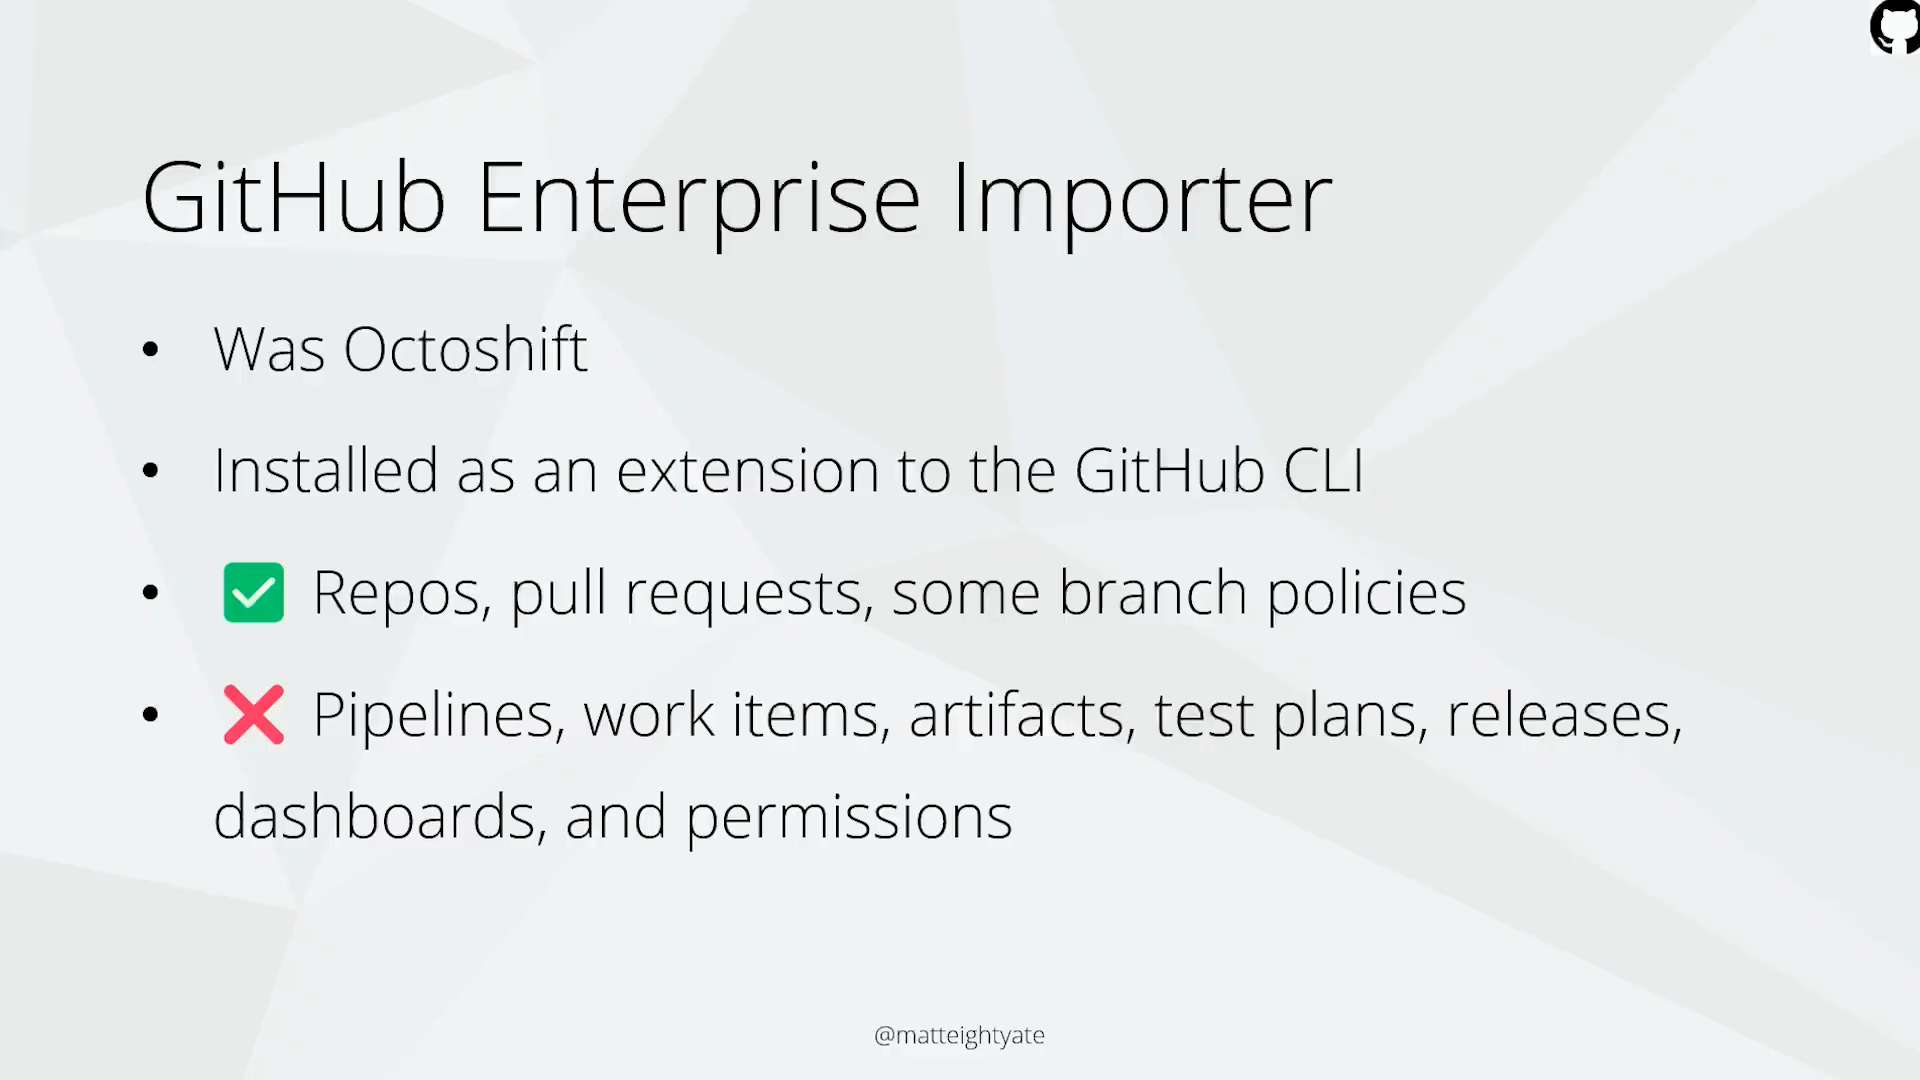 GitHub Enterprise Importer
• Was Octoshift
• Installed as an extension to the GitHub CLI
• ✅ Repos, pull requests, some branch policies
• ❌ Pipelines, work items, artifacts, test plans, releases,
dashboards, and permissions
@matteightyate